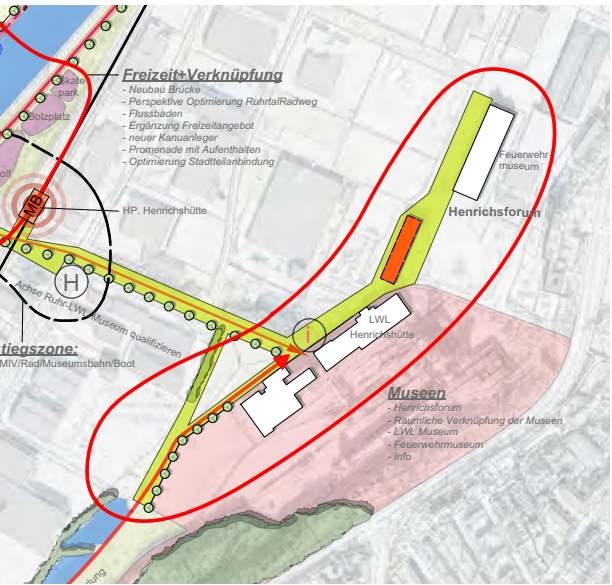 Freizeit+Verknüpfung
- Neubau Brücke
- Perspektive Optimierung RuhrtalRadweg
- Flussbaden
- Ergänzung Freizeitangebot
- neuer Kanuanleger
- Promenade mit Aufenthalten
- Optimierung Stadtteilanbindung
Skate-
park
Bolzplatz
olf
MB
HP. Henrichshütte
H
Achse Ruhr-LWL Museum qualifizieren
tiegszone:
MIV/Rad/Museumsbahn/Boot
Feuerwehr-
museum
Henrichsforum
LWL
Henrichshütte
i
Museen
- Henrichsforum
- Räumliche Verknüpfung der Museen
- LWL Museum
- Feuerwehrmuseum
- Info
dung